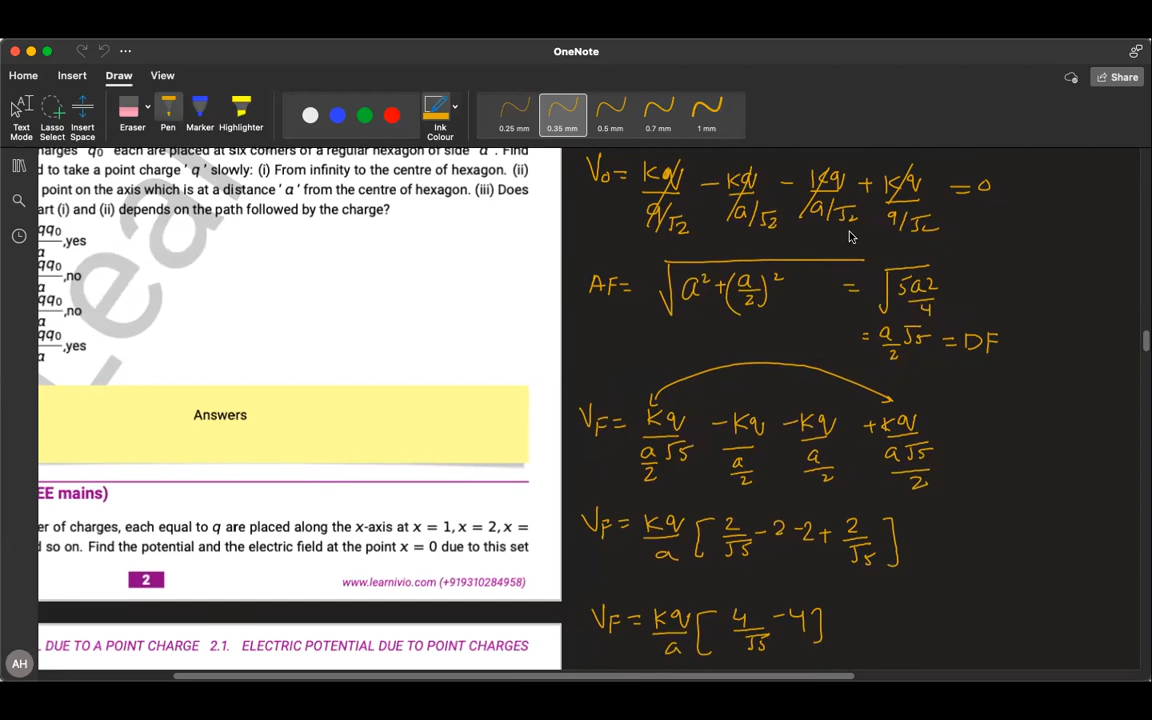 OneNote
Home Insert Draw View
Share
Text Mode
Lasso Select
Insert Space
Eraser
Pen
Marker
Highlighter
Ink Colour
0.25 mm
0.35 mm
0.5 mm
0.7 mm
1 mm
harges 'q₀' each are placed at six corners of a regular hexagon of side 'a'. Find
d to take a point charge 'q' slowly: (i) From infinity to the centre of hexagon. (ii)
point on the axis which is at a distance 'a' from the centre of hexagon. (iii) Does
art (i) and (ii) depends on the path followed by the charge?
qq₀/a, yes
qq₀/a, no
qq₀/a, no
qq₀/a, yes
Leal
Answers
EE mains)
er of charges, each equal to q are placed along the x-axis at x = 1, x = 2, x =
d so on. Find the potential and the electric field at the point x = 0 due to this set
2
www.learnivio.com (+919310284958)
DUE TO A POINT CHARGE 2.1. ELECTRIC POTENTIAL DUE TO POINT CHARGES
AH
V₀ = Kq/(a/√2) − Kq/(a/√2) − Kq/(a/√2) + Kq/(a/√2) = 0
AF = √(a² + (a/2)²) = √(5a²/4)
= a/2 √5 = DF
V_F = Kq/(a/2 √5) − Kq/(a/2) − Kq/(a/2) + Kq/(a√5/2)
V_F = Kq/a [2/√5 − 2 − 2 + 2/√5]
V_F = Kq/a [4/√5 − 4]